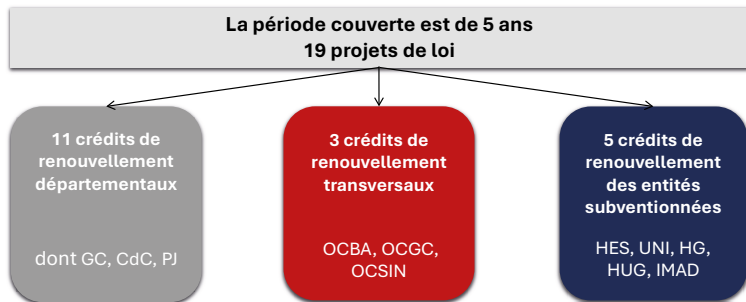 La période couverte est de 5 ans
19 projets de loi
11 crédits de
renouvellement
départementaux
dont GC, CdC, PJ
3 crédits de
renouvellement
transversaux
OCBA, OCGC,
OCSIN
5 crédits de
renouvellement
des entités
subventionnées
HES, UNI, HG,
HUG, IMAD